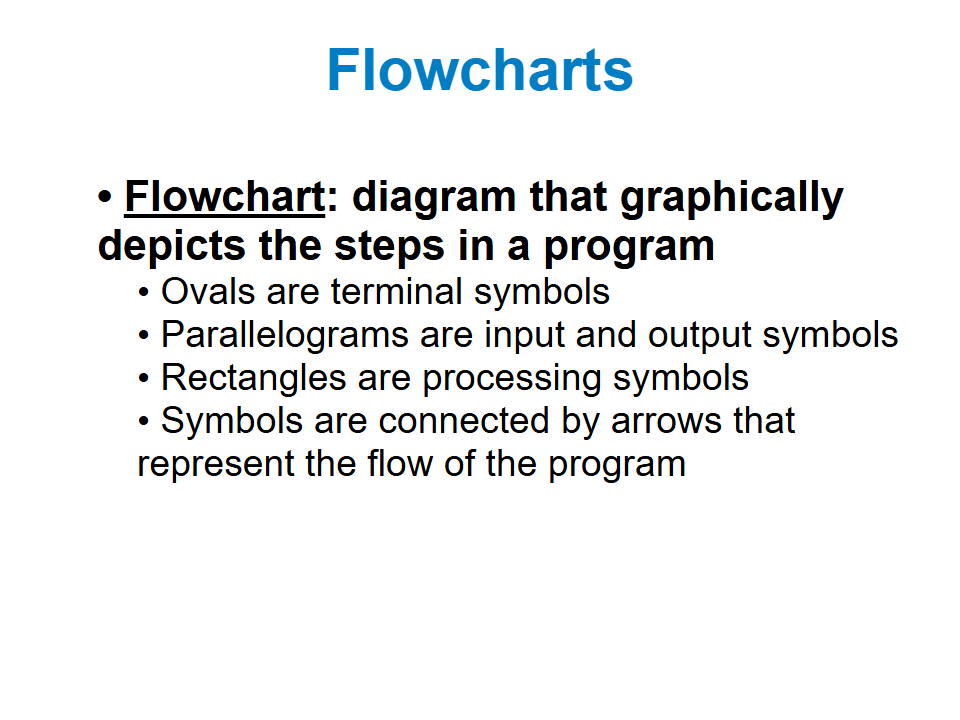 Flowcharts
• Flowchart: diagram that graphically
depicts the steps in a program
• Ovals are terminal symbols
• Parallelograms are input and output symbols
• Rectangles are processing symbols
• Symbols are connected by arrows that
represent the flow of the program